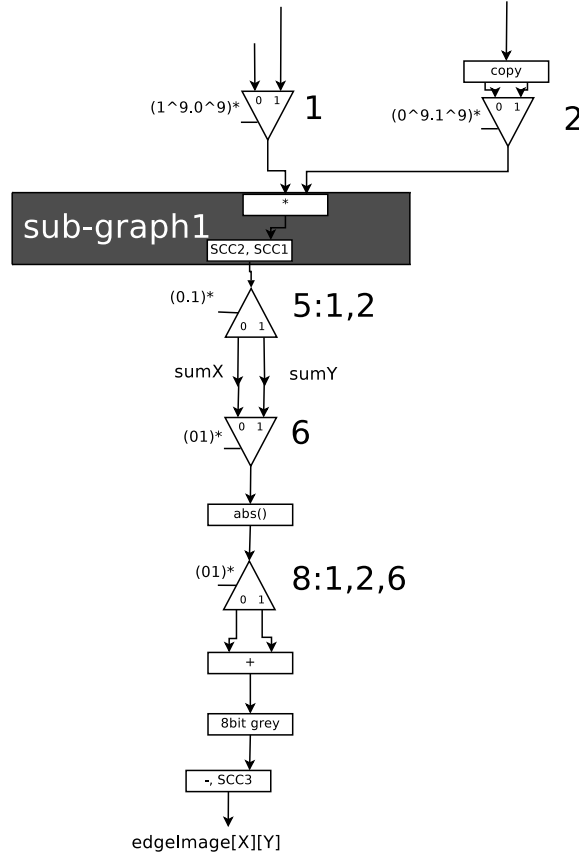 copy
0 1
(1^9.0^9)*
1
0 1
(0^9.1^9)*
2
*
sub-graph1
SCC2, SCC1
(0.1)*
5:1,2
0 1
sumX
sumY
0 1
(01)*
6
abs()
(01)*
8:1,2,6
0 1
+
8bit grey
-, SCC3
edgeImage[X][Y]